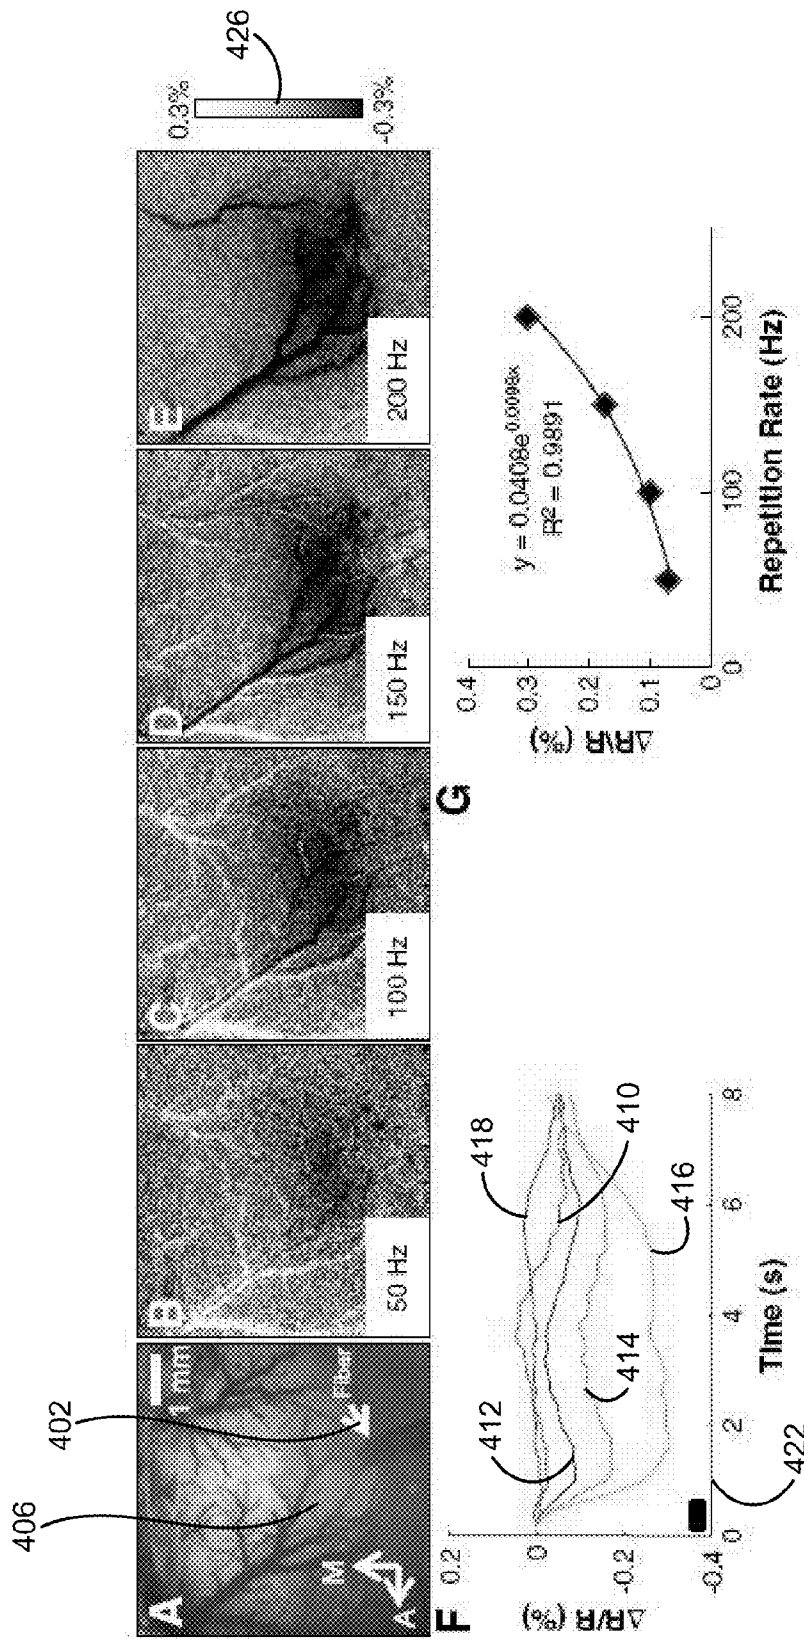 406
402
A
1 mm
Fiber
M
A
B
50 Hz
C
100 Hz
D
150 Hz
E
200 Hz
0.3%
-0.3%
426
F
ΔR/R (%)
0.2
0
-0.2
-0.4
0
2
4
6
8
Time (s)
412
414
418
410
416
422
G
ΔR/R (%)
0.4
0.3
0.2
0.1
0
0
100
200
Repetition Rate (Hz)
y = 0.0408e^0.0098x
R² = 0.9891